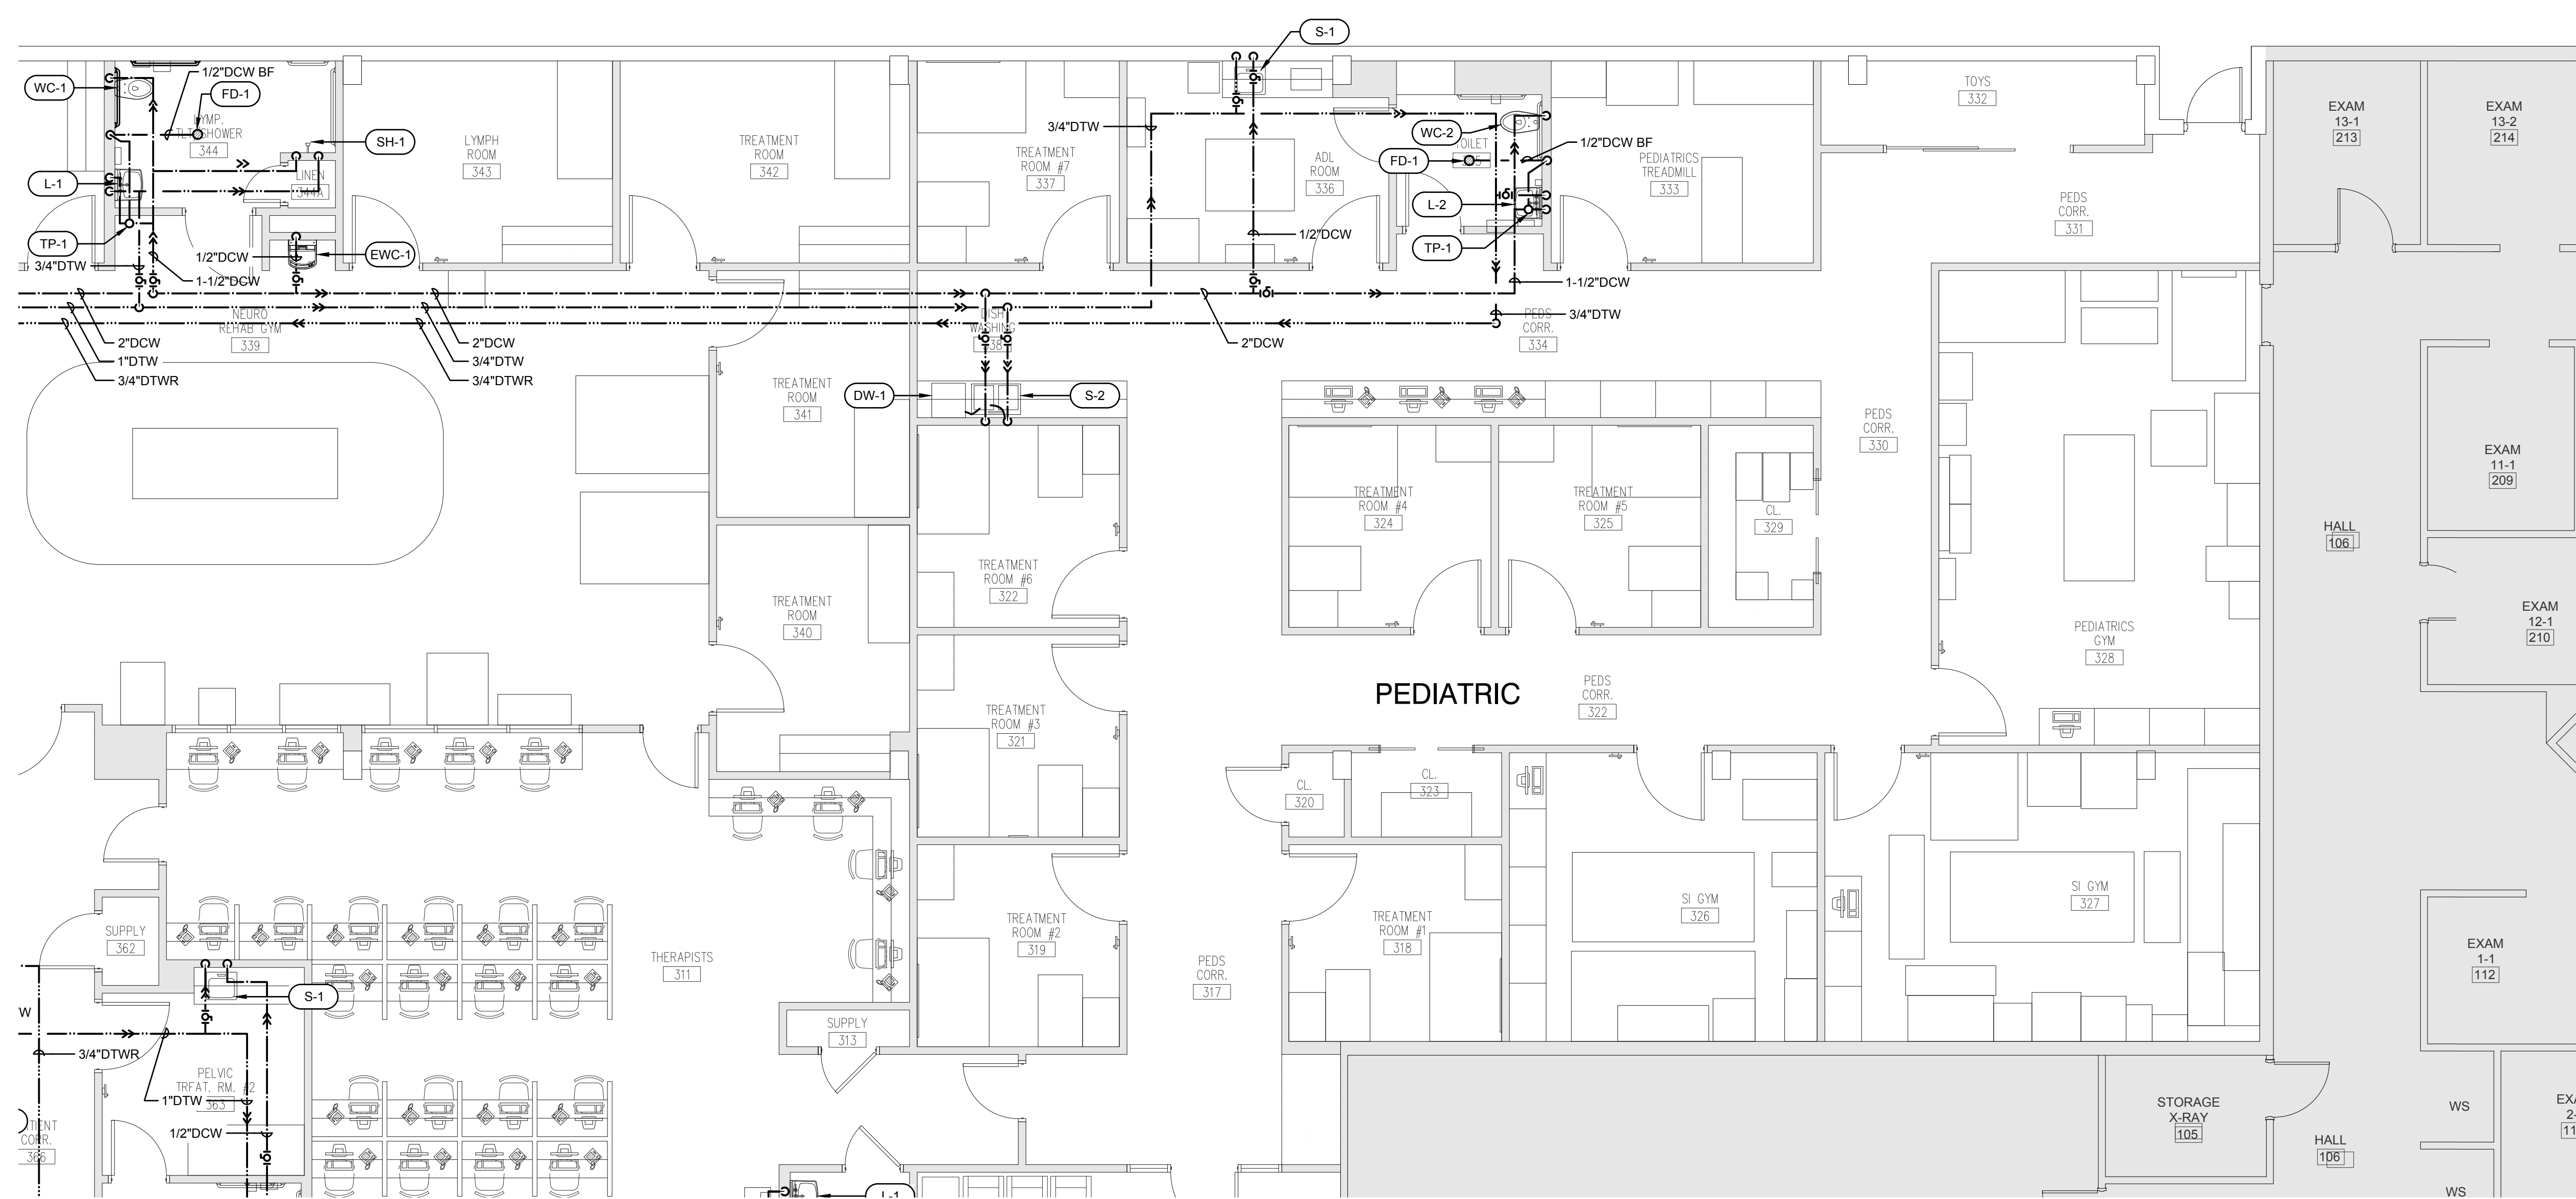 S-1
WC-1
1/2"DCW BF
FD-1
LYMP.
TLT/SHOWER
344
SH-1
L-1
LINEN
344A
TP-1
3/4"DTW
1/2"DCW
EWC-1
1-1/2"DCW
LYMPH
ROOM
343
TREATMENT
ROOM
342
TREATMENT
ROOM #7
337
3/4"DTW
ADL
ROOM
336
WC-2
FD-1
TOILET
1/2"DCW BF
L-2
TP-1
1/2"DCW
PEDIATRICS
TREADMILL
333
TOYS
332
PEDS
CORR.
331
EXAM
13-1
213
EXAM
13-2
214
NEURO
REHAB GYM
339
2"DCW
1"DTW
3/4"DTWR
2"DCW
3/4"DTW
3/4"DTWR
DISH
WASHING
338
2"DCW
1-1/2"DCW
3/4"DTW
PEDS
CORR.
334
TREATMENT
ROOM
341
DW-1
S-2
PEDS
CORR.
330
EXAM
11-1
209
TREATMENT
ROOM #4
324
TREATMENT
ROOM #5
325
CL.
329
HALL
106
TREATMENT
ROOM #6
322
TREATMENT
ROOM
340
EXAM
12-1
210
PEDIATRICS
GYM
328
PEDIATRIC
PEDS
CORR.
322
TREATMENT
ROOM #3
321
CL.
320
CL.
323
SUPPLY
362
THERAPISTS
311
TREATMENT
ROOM #2
319
TREATMENT
ROOM #1
318
SI GYM
326
SI GYM
327
EXAM
1-1
112
PEDS
CORR.
317
S-1
W
3/4"DTWR
SUPPLY
313
PELVIC
TREAT. RM. #2
363
1"DTW
1/2"DCW
CORR.
366
STORAGE
X-RAY
105
WS
HALL
106
WS
L-1